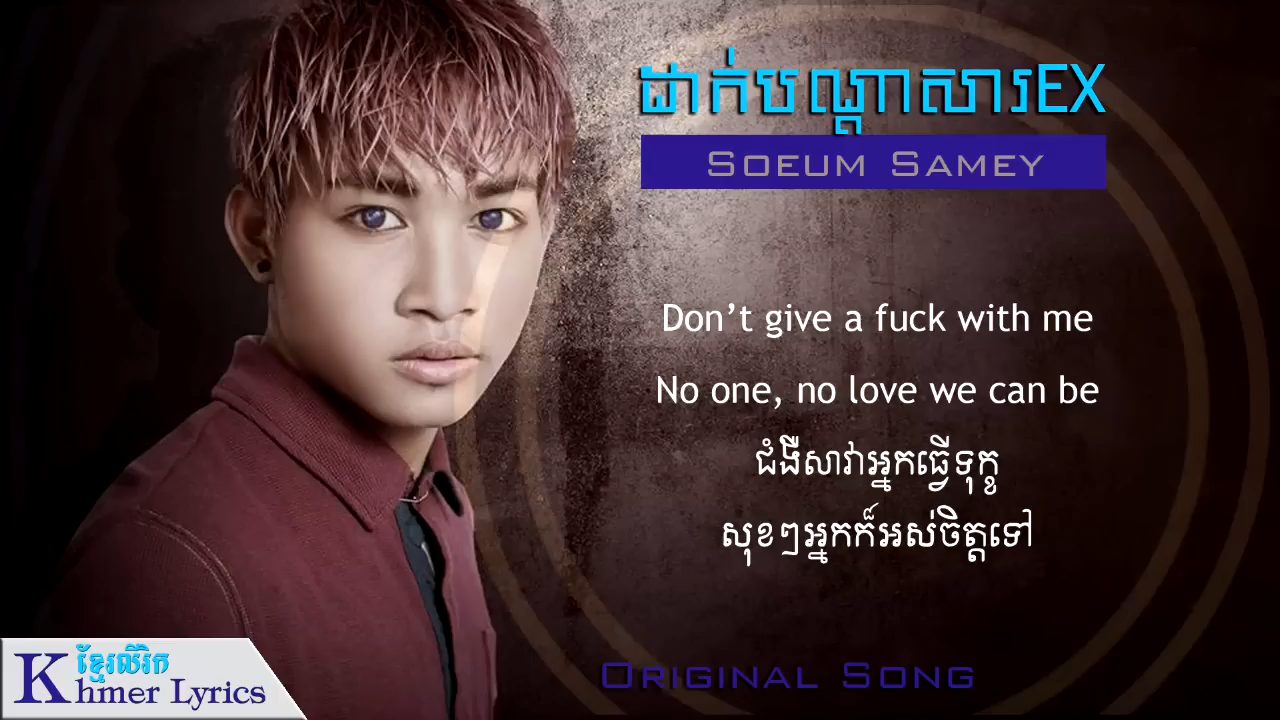 ដាក់បណ្តាសារEX
Soeum Samey
Don’t give a fuck with me
No one, no love we can be
ជំងឺសាវាអ្នកធ្វើទុក្ខ
សុខៗអ្នកក៏អស់ចិត្តទៅ
Original Song
ខ្មែរលីរិក
Khmer Lyrics